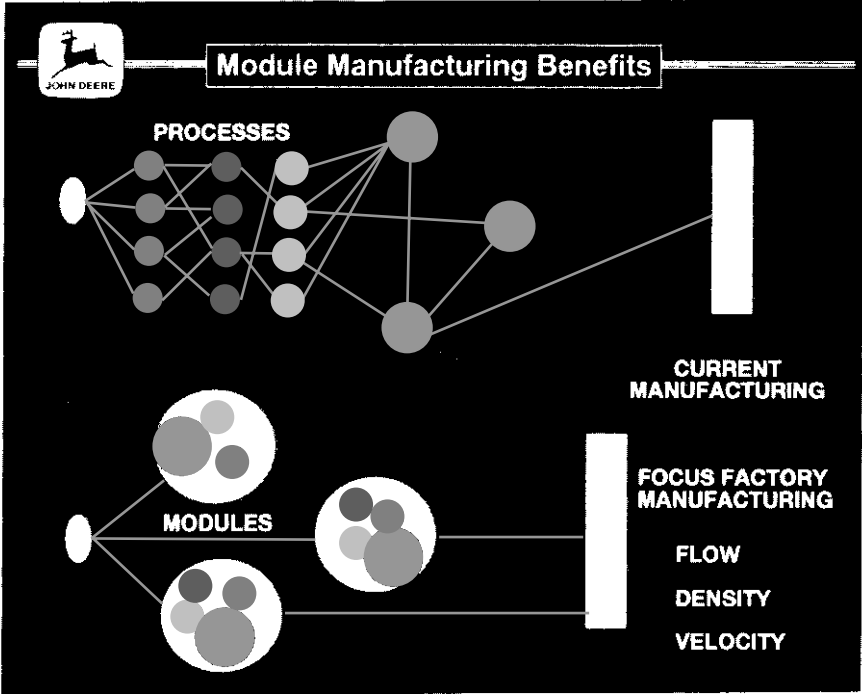 JOHN DEERE
Module Manufacturing Benefits
PROCESSES
CURRENT
MANUFACTURING
MODULES
FOCUS FACTORY
MANUFACTURING
FLOW
DENSITY
VELOCITY